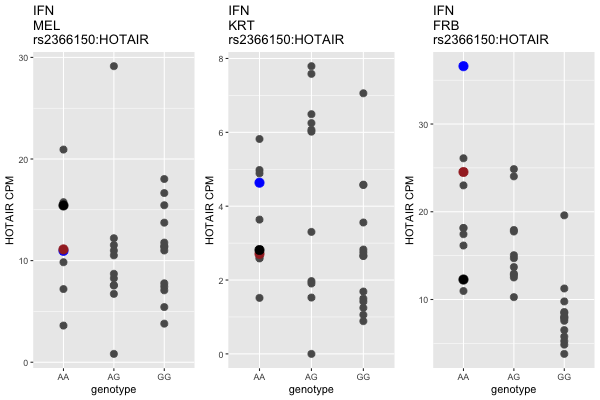 IFN
MEL
rs2366150:HOTAIR
30
20
10
0
HOTAIR CPM
AA AG GG
genotype
IFN
KRT
rs2366150:HOTAIR
8
6
4
2
0
HOTAIR CPM
AA AG GG
genotype
IFN
FRB
rs2366150:HOTAIR
30
20
10
HOTAIR CPM
AA AG GG
genotype